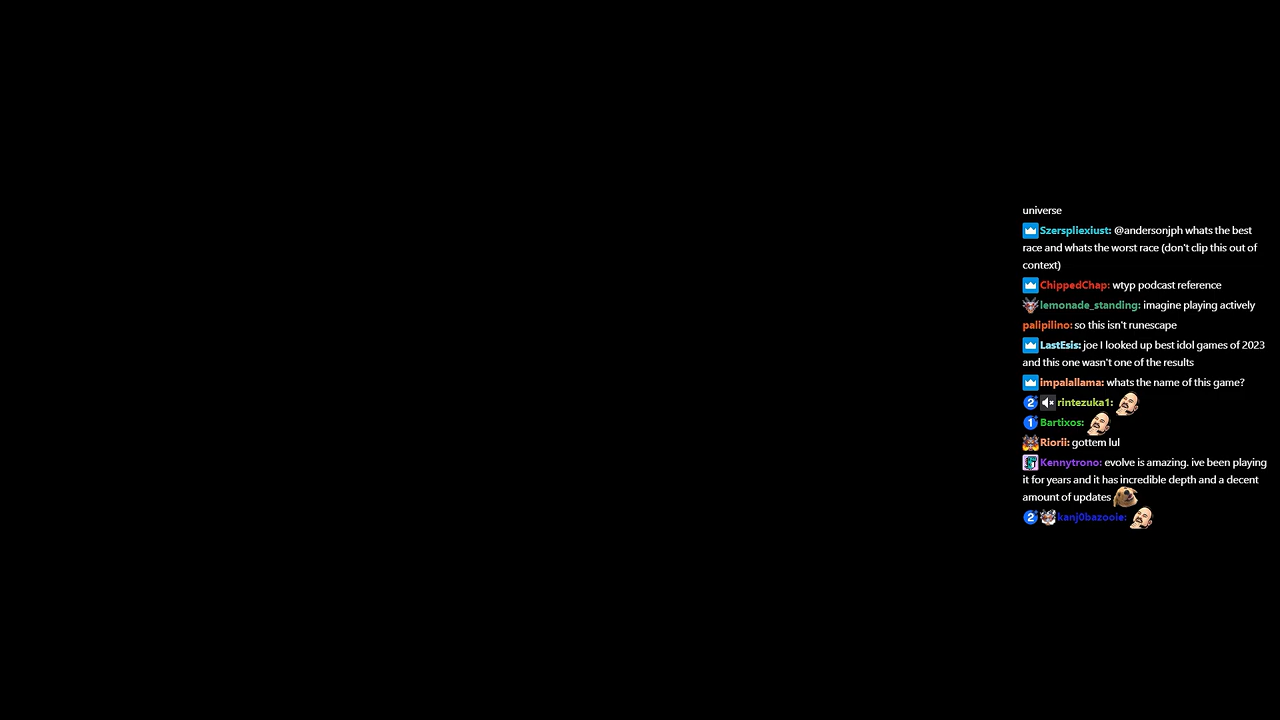 universe
Szerspliexiust: @andersonjph whats the best
race and whats the worst race (don't clip this out of
context)
ChippedChap: wtyp podcast reference
lemonade_standing: imagine playing actively
palipilino: so this isn't runescape
LastEsis: joe I looked up best idol games of 2023
and this one wasn't one of the results
impalallama: whats the name of this game?
2 rintezuka1:
1 Bartixos:
Riorii: gottem lul
Kennytrono: evolve is amazing. ive been playing
it for years and it has incredible depth and a decent
amount of updates
2 kanj0bazooie: